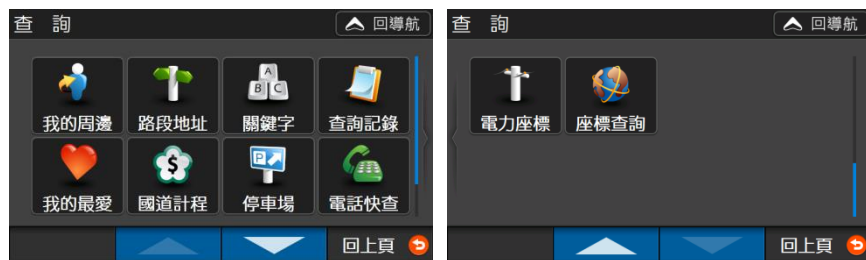 查 詢
回導航
我的周邊
路段地址
關鍵字
查詢記錄
我的最愛
國道計程
停車場
電話快查
回上頁
查 詢
回導航
電力座標
座標查詢
回上頁